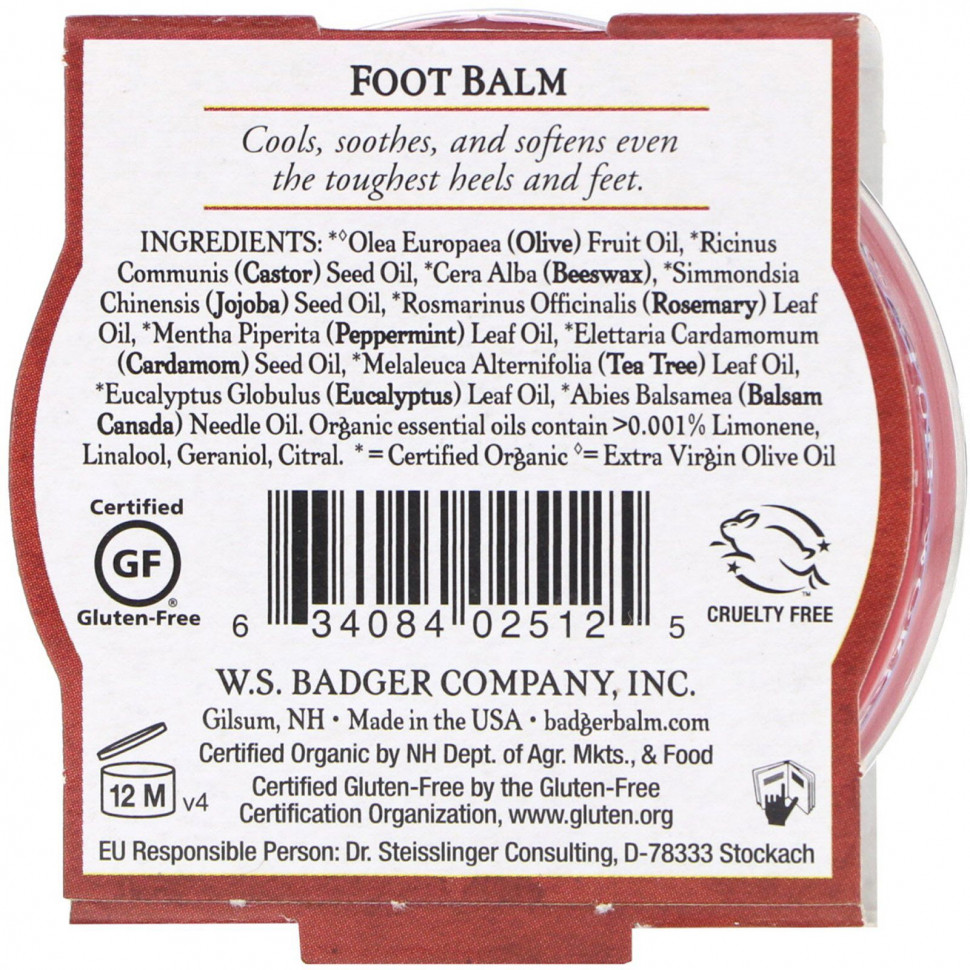 FOOT BALM
Cools, soothes, and softens even
the toughest heels and feet.
INGREDIENTS: *◊Olea Europaea (Olive) Fruit Oil, *Ricinus
Communis (Castor) Seed Oil, *Cera Alba (Beeswax), *Simmondsia
Chinensis (Jojoba) Seed Oil, *Rosmarinus Officinalis (Rosemary) Leaf
Oil, *Mentha Piperita (Peppermint) Leaf Oil, *Elettaria Cardamomum
(Cardamom) Seed Oil, *Melaleuca Alternifolia (Tea Tree) Leaf Oil,
*Eucalyptus Globulus (Eucalyptus) Leaf Oil, *Abies Balsamea (Balsam
Canada) Needle Oil. Organic essential oils contain >0.001% Limonene,
Linalool, Geraniol, Citral. * = Certified Organic ◊= Extra Virgin Olive Oil
Certified
GF
®
Gluten-Free
6 34084 02512 5
™
CRUELTY FREE
W.S. BADGER COMPANY, INC.
Gilsum, NH • Made in the USA • badgerbalm.com
Certified Organic by NH Dept. of Agr. Mkts., & Food
Certified Gluten-Free by the Gluten-Free
Certification Organization, www.gluten.org
12 M v4
EU Responsible Person: Dr. Steisslinger Consulting, D-78333 Stockach